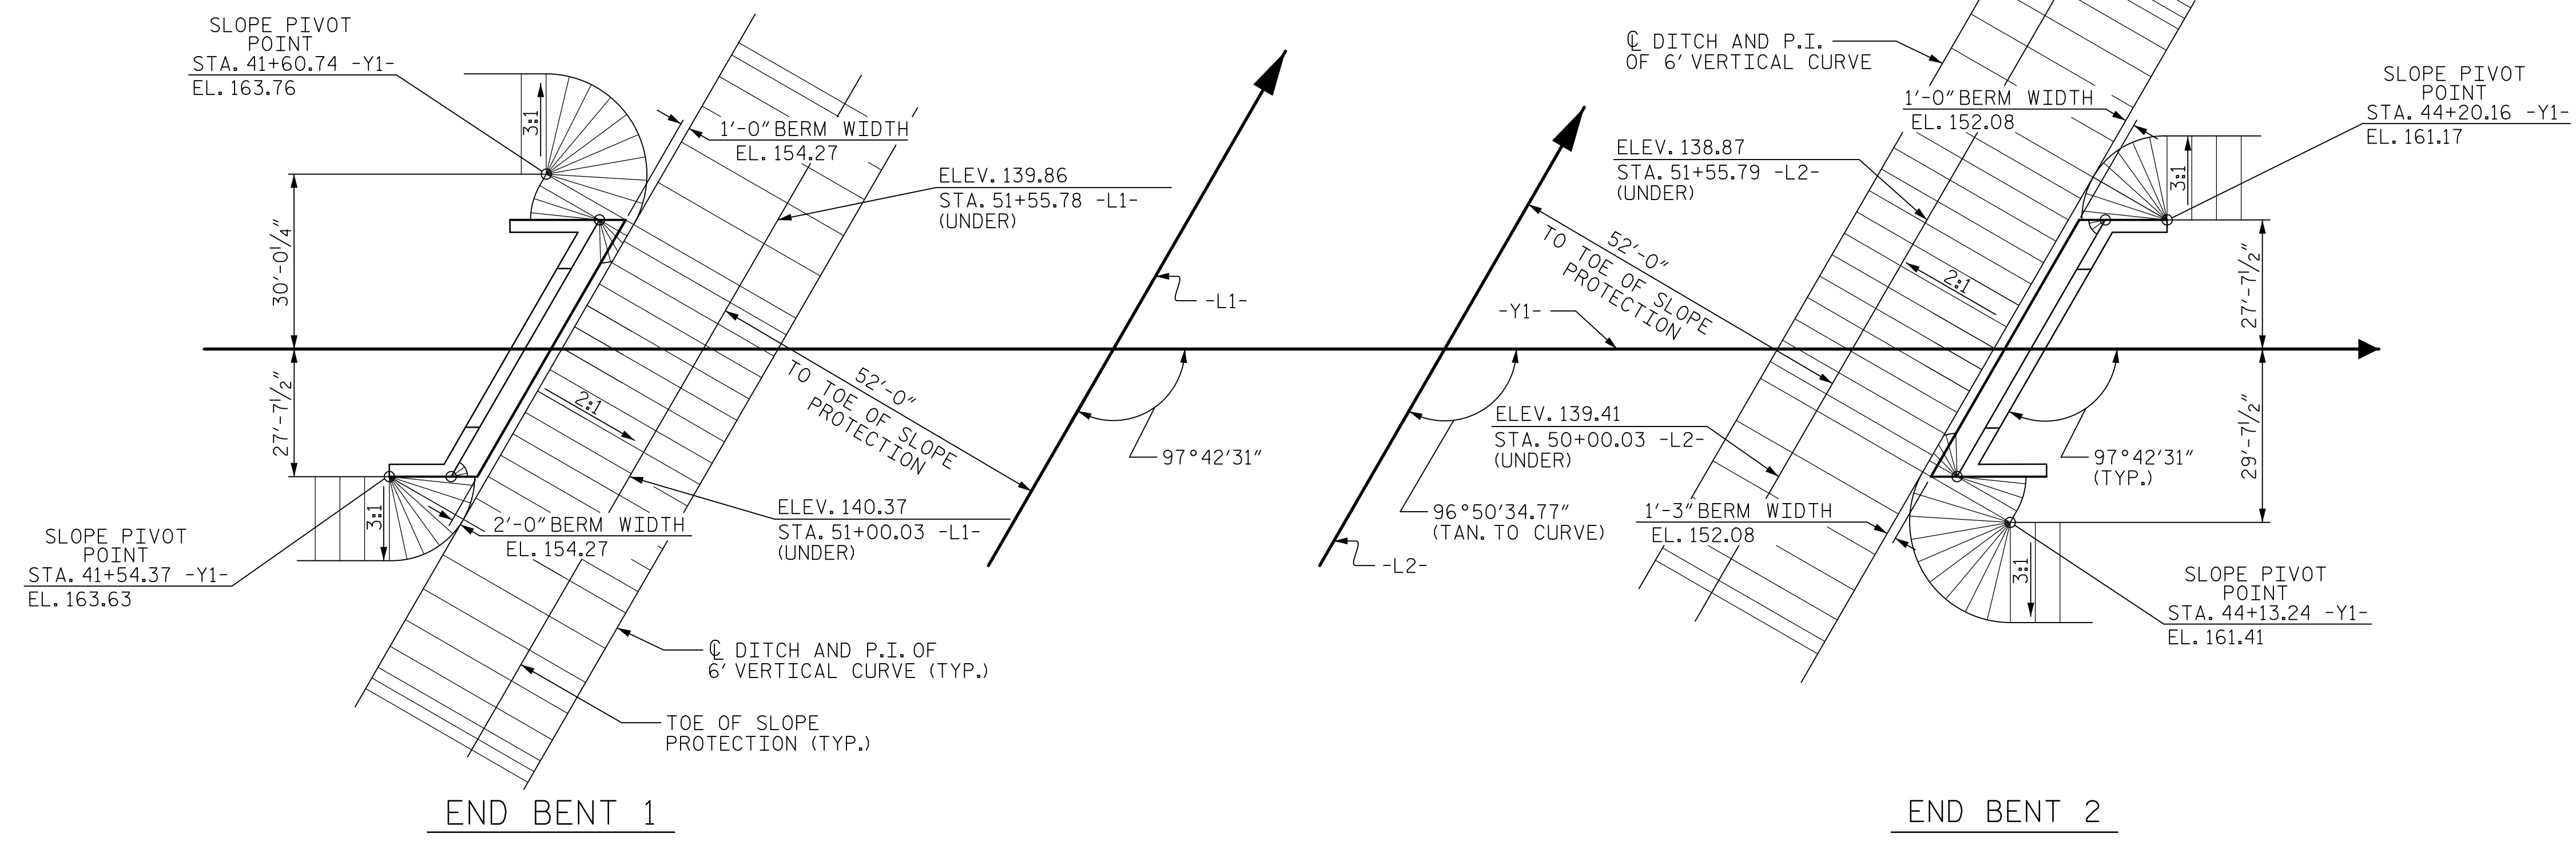 SLOPE PIVOT
POINT
STA. 41+60.74 -Y1-
EL. 163.76
3:1
1'-0" BERM WIDTH
EL. 154.27
ELEV. 139.86
STA. 51+55.78 -L1-
(UNDER)
30'-0 1/4"
27'-7 1/2"
2:1
52'-0"
TO TOE OF SLOPE
PROTECTION
-L1-
97°42'31"
3:1
2'-0" BERM WIDTH
EL. 154.27
ELEV. 140.37
STA. 51+00.03 -L1-
(UNDER)
SLOPE PIVOT
POINT
STA. 41+54.37 -Y1-
EL. 163.63
℄ DITCH AND P.I. OF
6' VERTICAL CURVE (TYP.)
TOE OF SLOPE
PROTECTION (TYP.)
END BENT 1
℄ DITCH AND P.I.
OF 6' VERTICAL CURVE
1'-0" BERM WIDTH
EL. 152.08
SLOPE PIVOT
POINT
STA. 44+20.16 -Y1-
EL. 161.17
ELEV. 138.87
STA. 51+55.79 -L2-
(UNDER)
3:1
52'-0"
TO TOE OF SLOPE
PROTECTION
2:1
-Y1-
27'-7 1/2"
29'-7 1/2"
ELEV. 139.41
STA. 50+00.03 -L2-
(UNDER)
97°42'31"
(TYP.)
96°50'34.77"
(TAN. TO CURVE)
-L2-
1'-3" BERM WIDTH
EL. 152.08
3:1
SLOPE PIVOT
POINT
STA. 44+13.24 -Y1-
EL. 161.41
END BENT 2